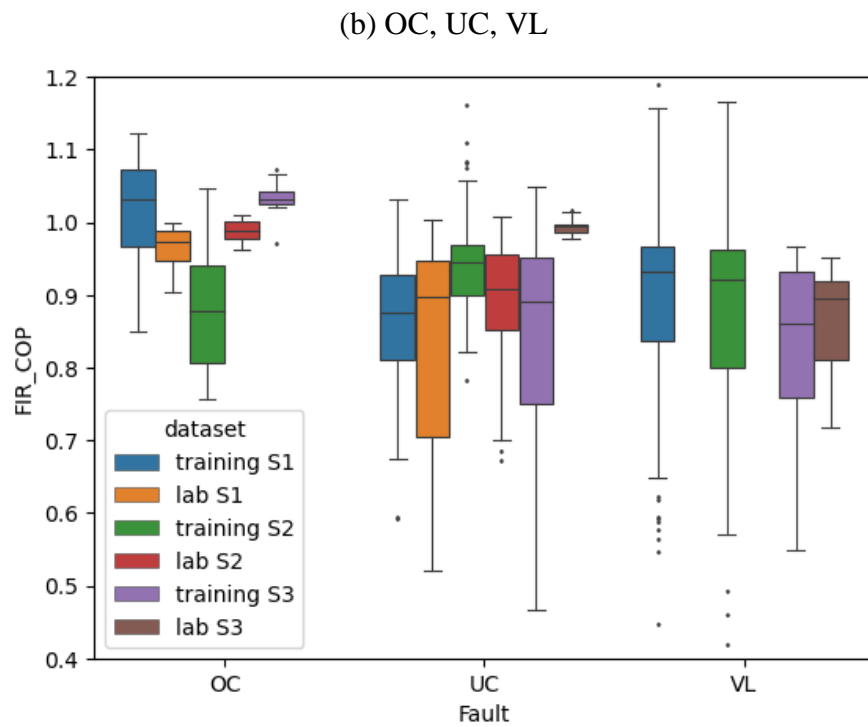 (b) OC, UC, VL
1.2
1.1
1.0
0.9
0.8
0.7
0.6
0.5
0.4
FIR_COP
dataset
training S1
lab S1
training S2
lab S2
training S3
lab S3
OC UC VL
Fault